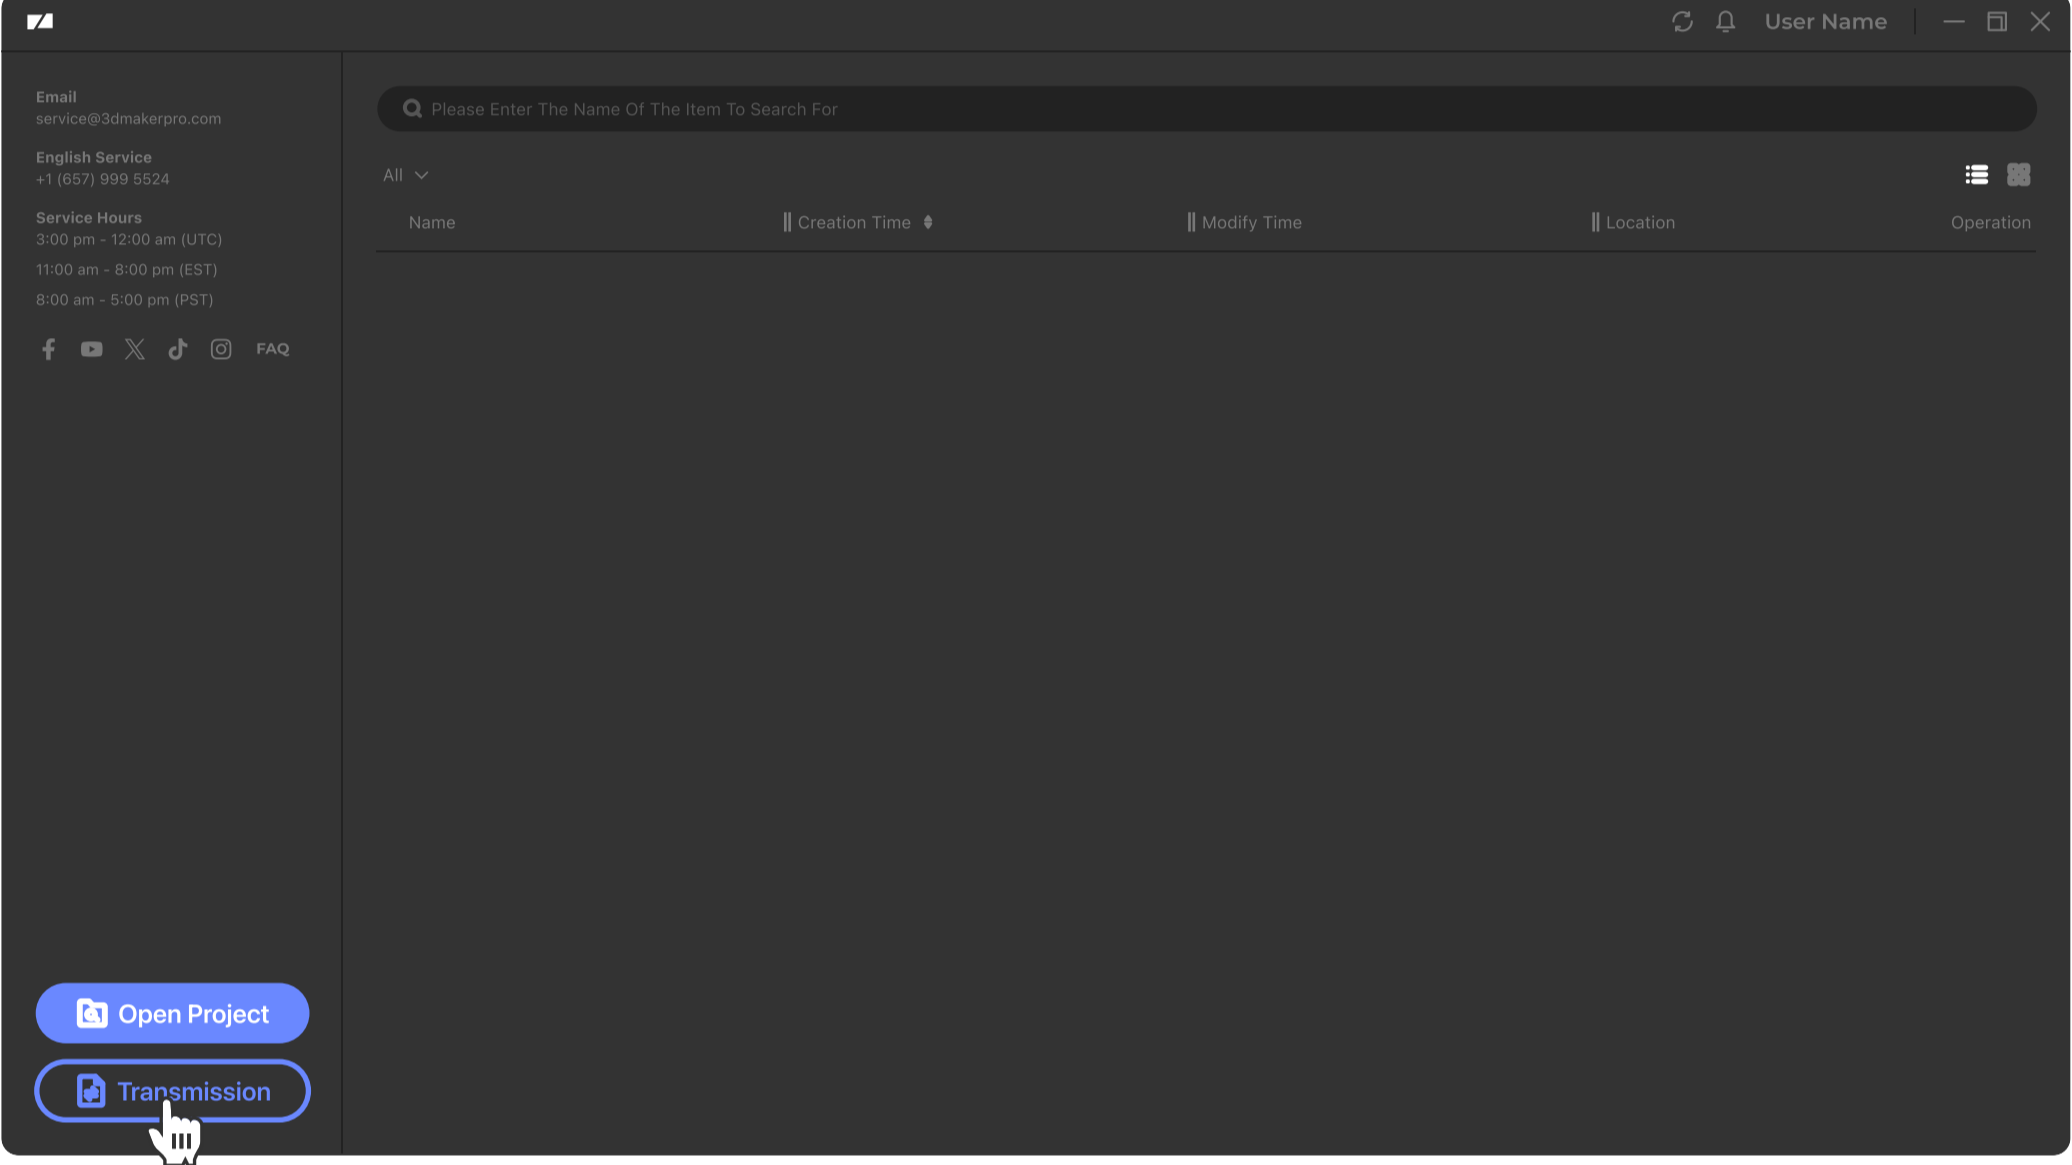 User Name
Email
service@3dmakerpro.com
English Service
+1 (657) 999 5524
Service Hours
3:00 pm - 12:00 am (UTC)
11:00 am - 8:00 pm (EST)
8:00 am - 5:00 pm (PST)
FAQ
Please Enter The Name Of The Item To Search For
All
Name Creation Time Modify Time Location Operation
Open Project
Transmission